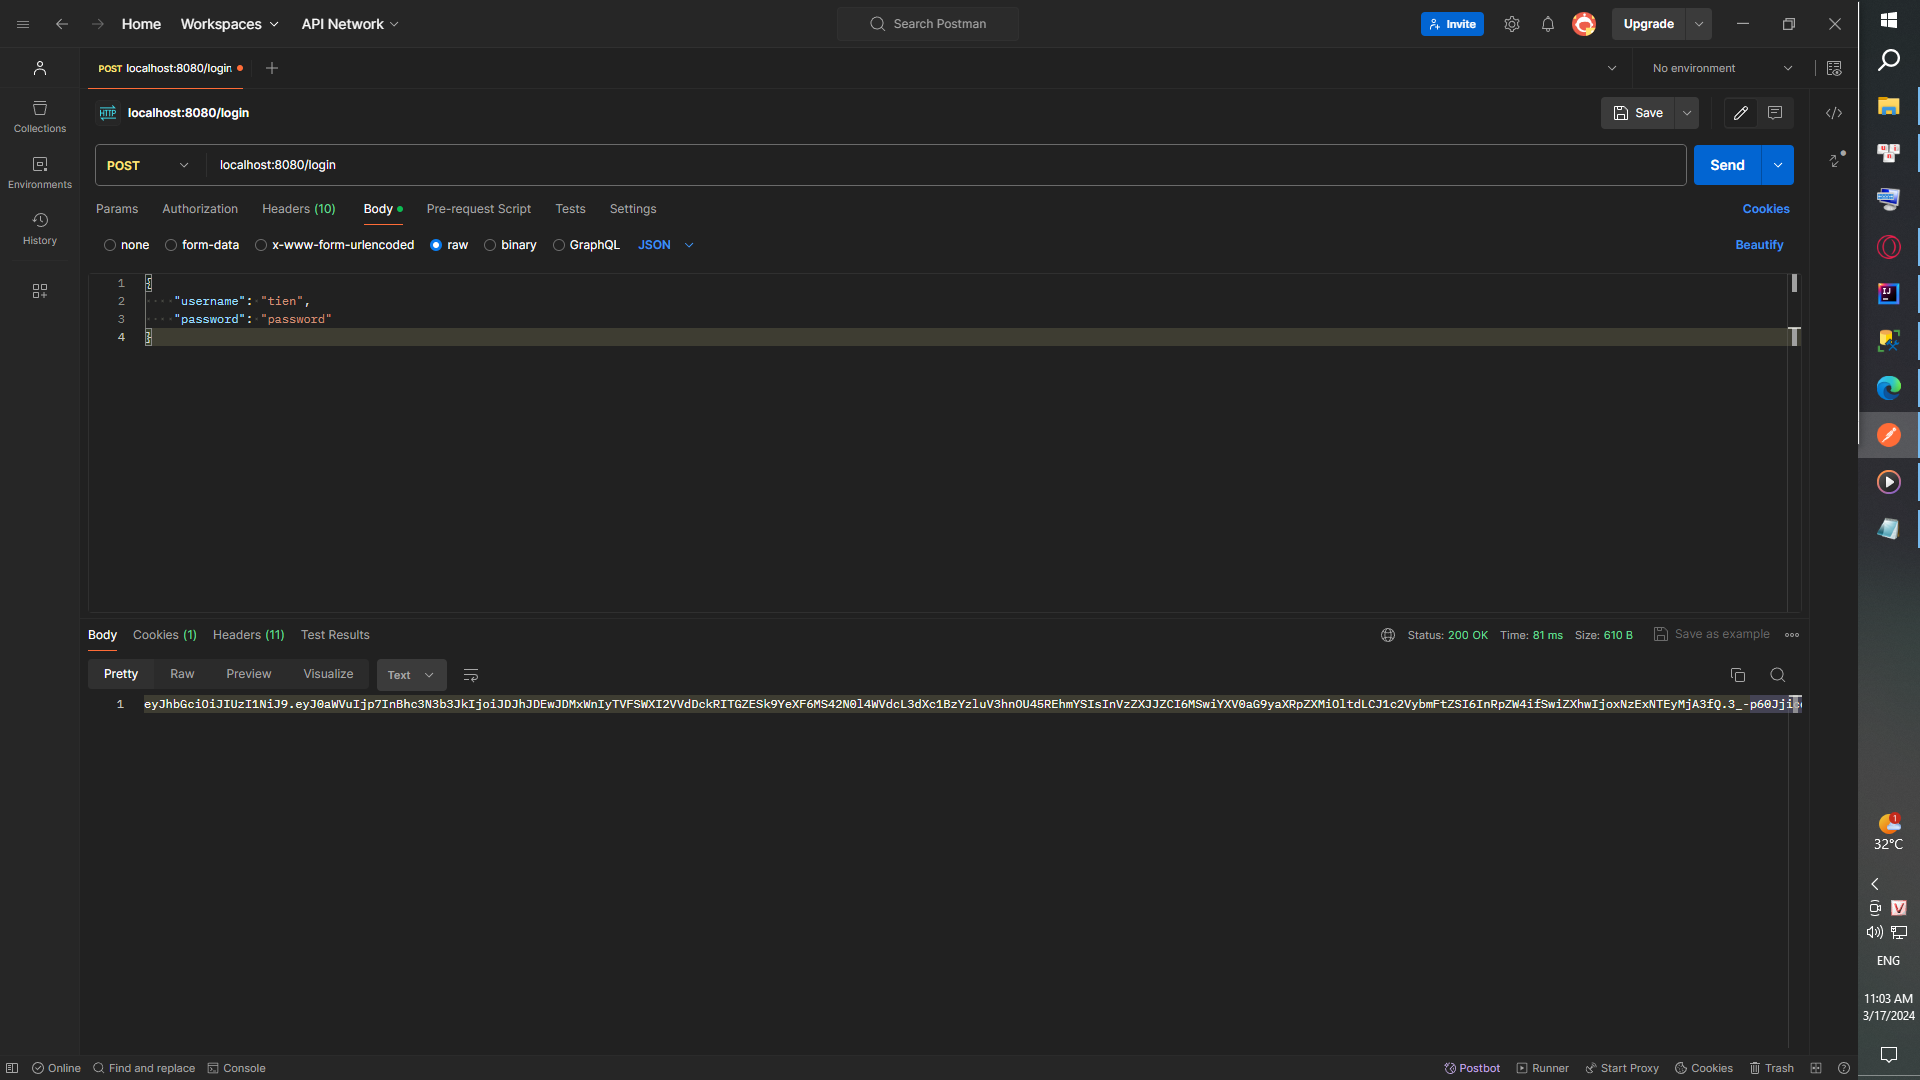 Home Workspaces API Network Search Postman Invite Upgrade
POST localhost:8080/login No environment
HTTP localhost:8080/login Save
POST localhost:8080/login Send
Params Authorization Headers (10) Body Pre-request Script Tests Settings Cookies
none form-data x-www-form-urlencoded raw binary GraphQL JSON Beautify
Collections
Environments
History
1 {
2 "username": "tien",
3 "password": "password"
4 }
Body Cookies (1) Headers (11) Test Results Status: 200 OK Time: 81 ms Size: 610 B Save as example
Pretty Raw Preview Visualize Text
1
Online Find and replace Console Postbot Runner Start Proxy Cookies Trash
1
32°C
V
ENG
11:03 AM
3/17/2024